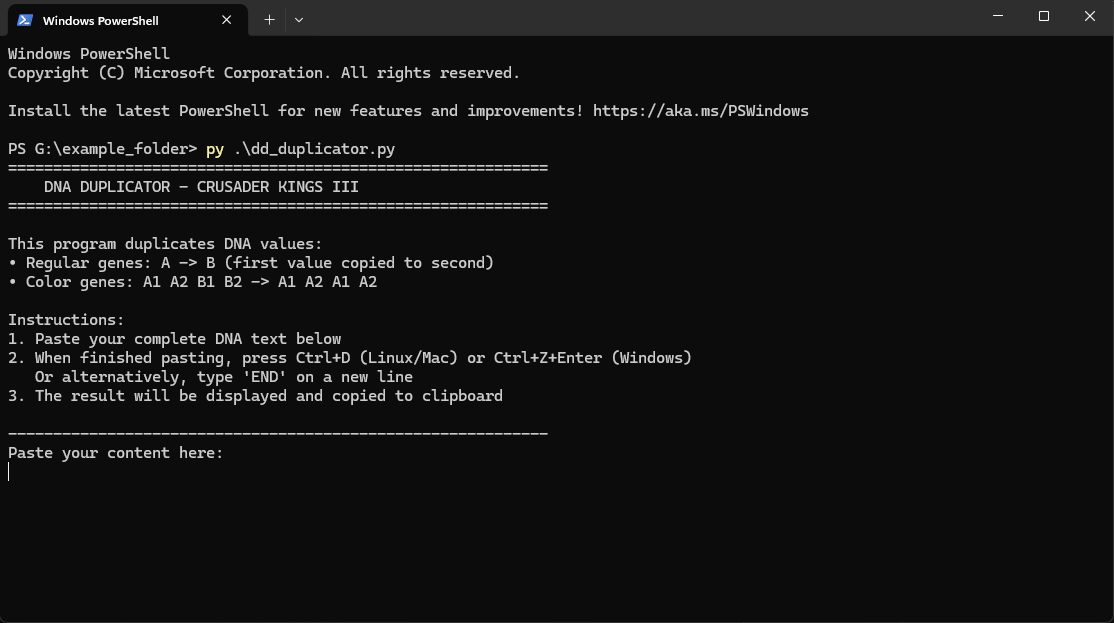 Windows PowerShell
Windows PowerShell
Copyright (C) Microsoft Corporation. All rights reserved.
Install the latest PowerShell for new features and improvements! https://aka.ms/PSWindows
PS G:\example_folder> py .\dd_duplicator.py
============================================================
DNA DUPLICATOR - CRUSADER KINGS III
============================================================
This program duplicates DNA values:
• Regular genes: A -> B (first value copied to second)
• Color genes: A1 A2 B1 B2 -> A1 A2 A1 A2
Instructions:
1. Paste your complete DNA text below
2. When finished pasting, press Ctrl+D (Linux/Mac) or Ctrl+Z+Enter (Windows)
Or alternatively, type 'END' on a new line
3. The result will be displayed and copied to clipboard
------------------------------------------------------------
Paste your content here: